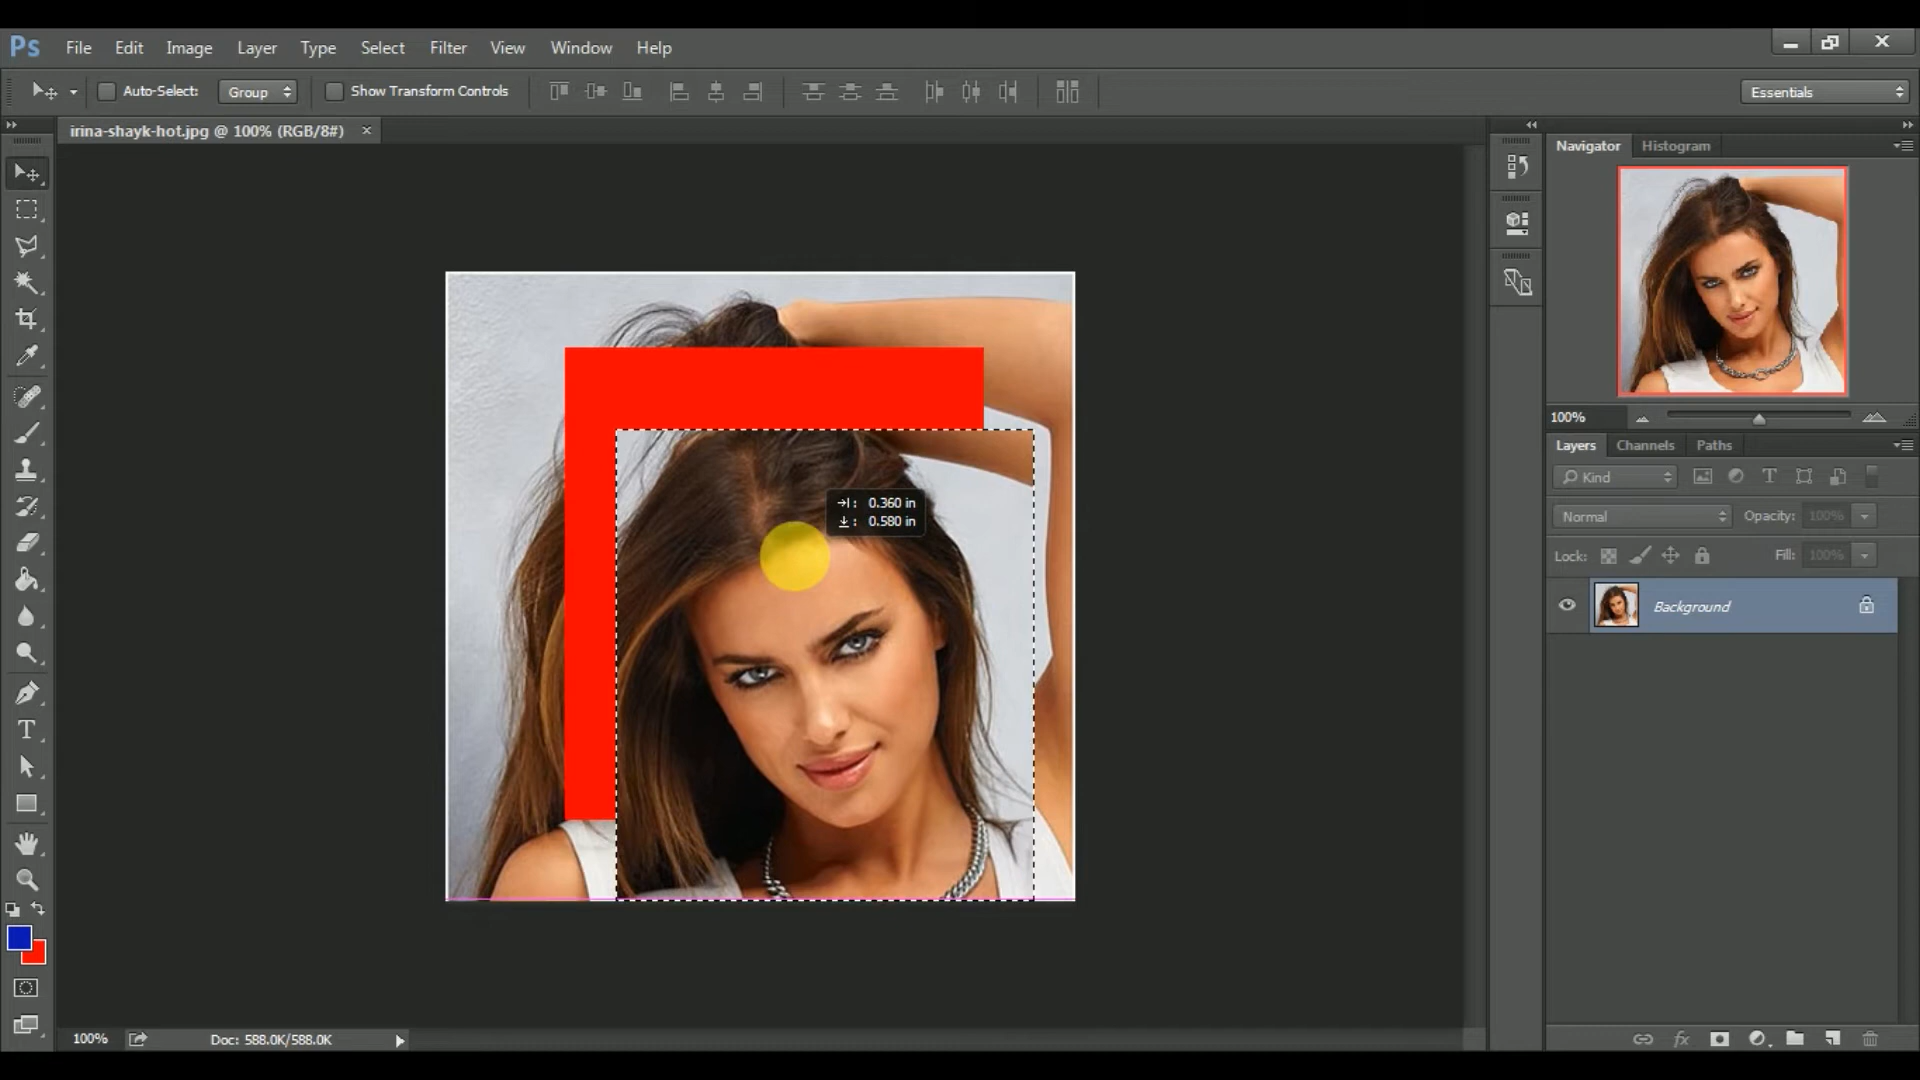 Ps File Edit Image Layer Type Select Filter View Window Help
Auto-Select: Group Show Transform Controls Essentials
irina-shayk-hot.jpg @ 100% (RGB/8#)
Navigator Histogram
100%
Layers Channels Paths
Kind
Normal Opacity: 100%
Lock: Fill: 100%
Background
0.360 in
0.580 in
100% Doc: 588.0K/588.0K
fx